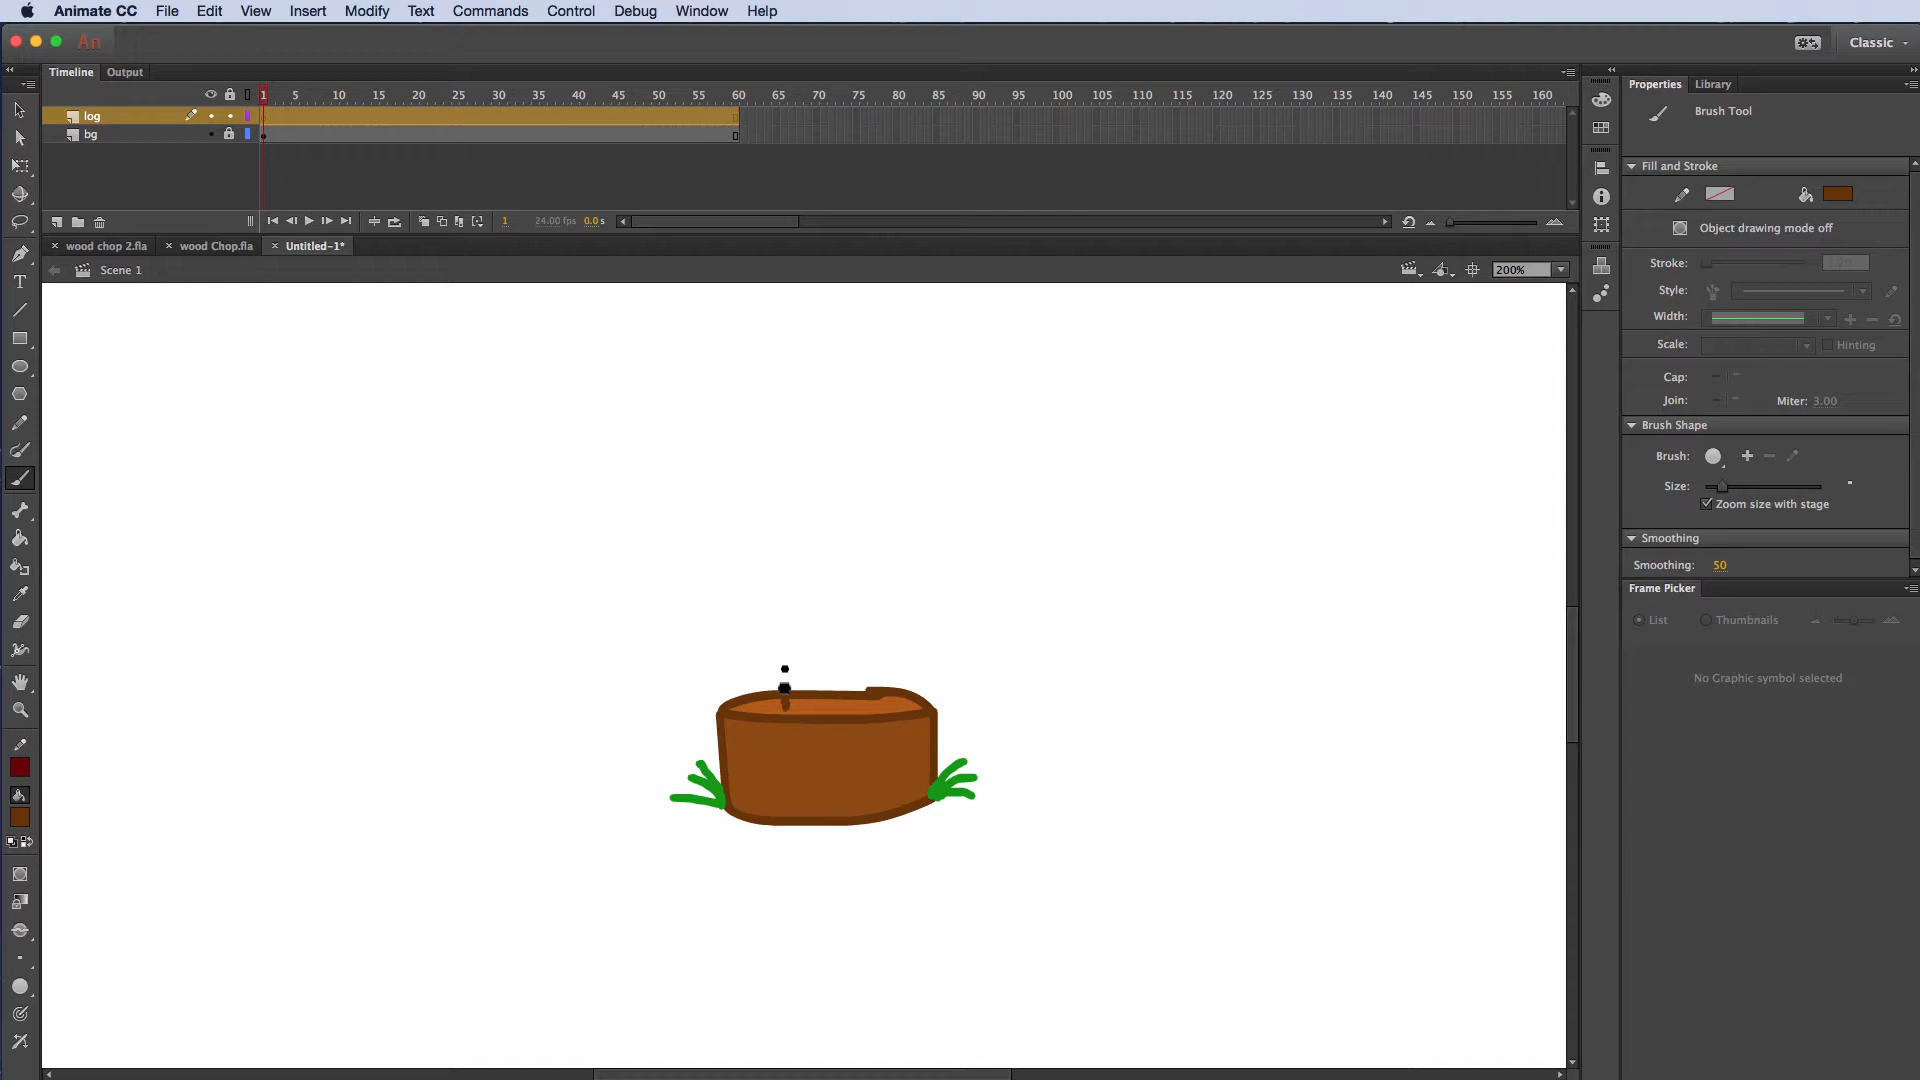 Animate CC File Edit View Insert Modify Text Commands Control Debug Window Help
An Classic
Timeline Output
1 5 10 15 20 25 30 35 40 45 50 55 60 65 70 75 80 85 90 95 100 105 110 115 120 125 130 135 140 145 150 155 160
log
bg
1 24.00 fps 0.0 s
wood chop 2.fla wood Chop.fla Untitled-1*
Scene 1 200%
Properties Library
Brush Tool
Fill and Stroke
Object drawing mode off
Stroke:
Style:
Width:
Scale: Hinting
Cap:
Join: Miter: 3.00
Brush Shape
Brush:
Size:
Zoom size with stage
Smoothing
Smoothing: 50
Frame Picker
List Thumbnails
No Graphic symbol selected